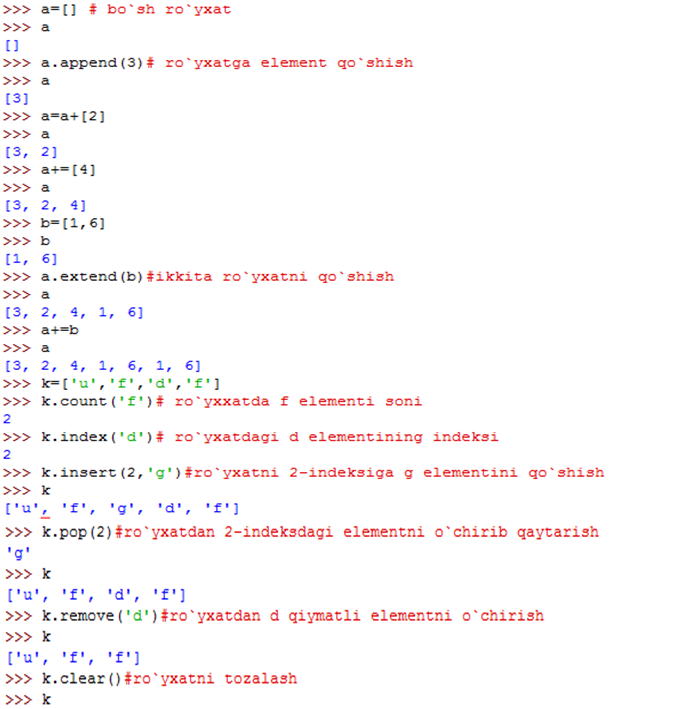 >>> a=[] # bo`sh ro`yxat
>>> a
[]
>>> a.append(3)# ro`yxatga element qo`shish
>>> a
[3]
>>> a=a+[2]
>>> a
[3, 2]
>>> a+=[4]
>>> a
[3, 2, 4]
>>> b=[1,6]
>>> b
[1, 6]
>>> a.extend(b)#ikkita ro`yxatni qo`shish
>>> a
[3, 2, 4, 1, 6]
>>> a+=b
>>> a
[3, 2, 4, 1, 6, 1, 6]
>>> k=['u','f','d','f']
>>> k.count('f')# ro`yxxatda f elementi soni
2
>>> k.index('d')# ro`yxatdagi d elementining indeksi
2
>>> k.insert(2,'g')#ro`yxatni 2-indeksiga g elementini qo`shish
>>> k
['u', 'f', 'g', 'd', 'f']
>>> k.pop(2)#ro`yxatdan 2-indeksdagi elementni o`chirib qaytarish
'g'
>>> k
['u', 'f', 'd', 'f']
>>> k.remove('d')#ro`yxatdan d qiymatli elementni o`chirish
>>> k
['u', 'f', 'f']
>>> k.clear()#ro`yxatni tozalash
>>> k